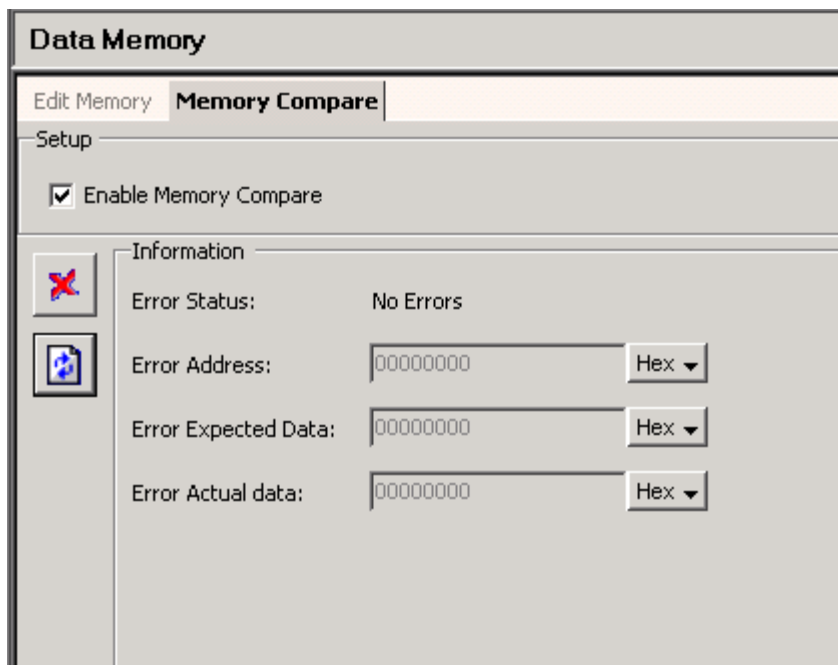 Data Memory
Edit Memory Memory Compare
Setup
Enable Memory Compare
Information
Error Status: No Errors
Error Address: 00000000 Hex
Error Expected Data: 00000000 Hex
Error Actual data: 00000000 Hex